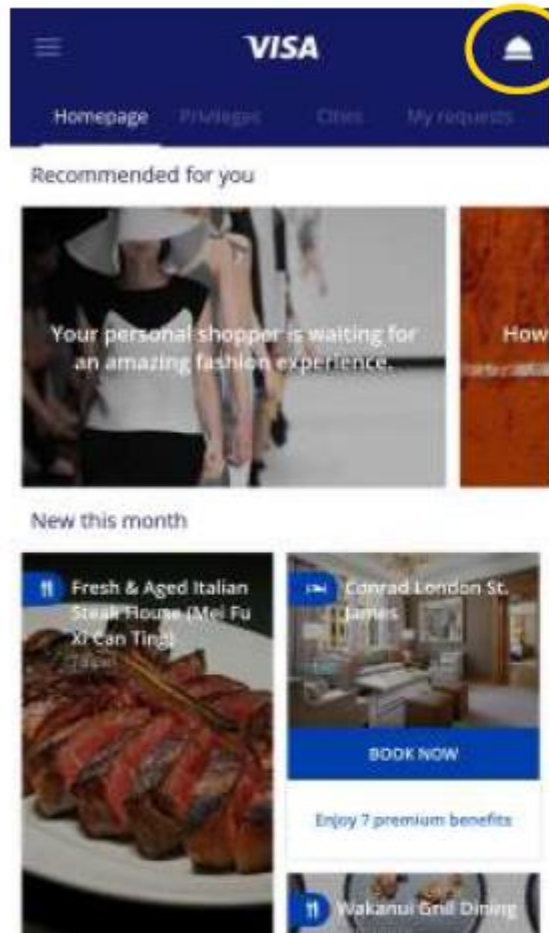 VISA
Homepage Privileges Cities My requests
Recommended for you
Your personal shopper is waiting for
an amazing fashion experience.
How
New this month
Fresh & Aged Italian
Steak House (Mei Fu
Xi Can Ting)
Taipei
Conrad London St.
James
BOOK NOW
Enjoy 7 premium benefits
Wakanui Grill Dining